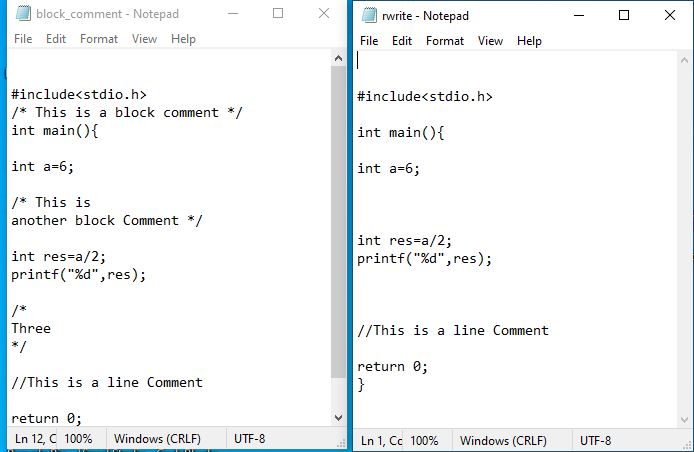 block_comment - Notepad
File Edit Format View Help
#include<stdio.h>
/* This is a block comment */
int main(){
int a=6;
/* This is
another block Comment */
int res=a/2;
printf("%d",res);
/*
Three
*/
//This is a line Comment
return 0;
Ln 12, C 100% Windows (CRLF) UTF-8
rwrite - Notepad
File Edit Format View Help
#include<stdio.h>
int main(){
int a=6;
int res=a/2;
printf("%d",res);
//This is a line Comment
return 0;
}
Ln 1, Cc 100% Windows (CRLF) UTF-8